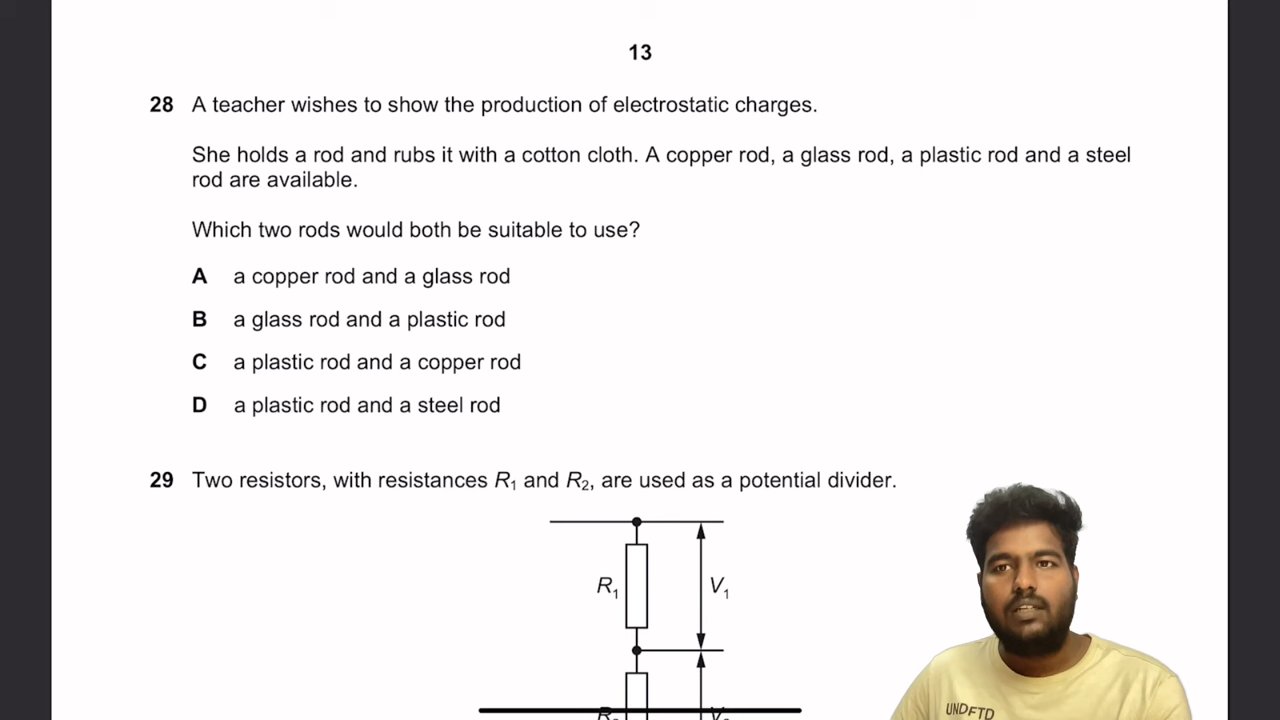 13
28 A teacher wishes to show the production of electrostatic charges.
She holds a rod and rubs it with a cotton cloth. A copper rod, a glass rod, a plastic rod and a steel
rod are available.
Which two rods would both be suitable to use?
A a copper rod and a glass rod
B a glass rod and a plastic rod
C a plastic rod and a copper rod
D a plastic rod and a steel rod
29 Two resistors, with resistances R₁ and R₂, are used as a potential divider.
R₁ V₁
UNDFTD